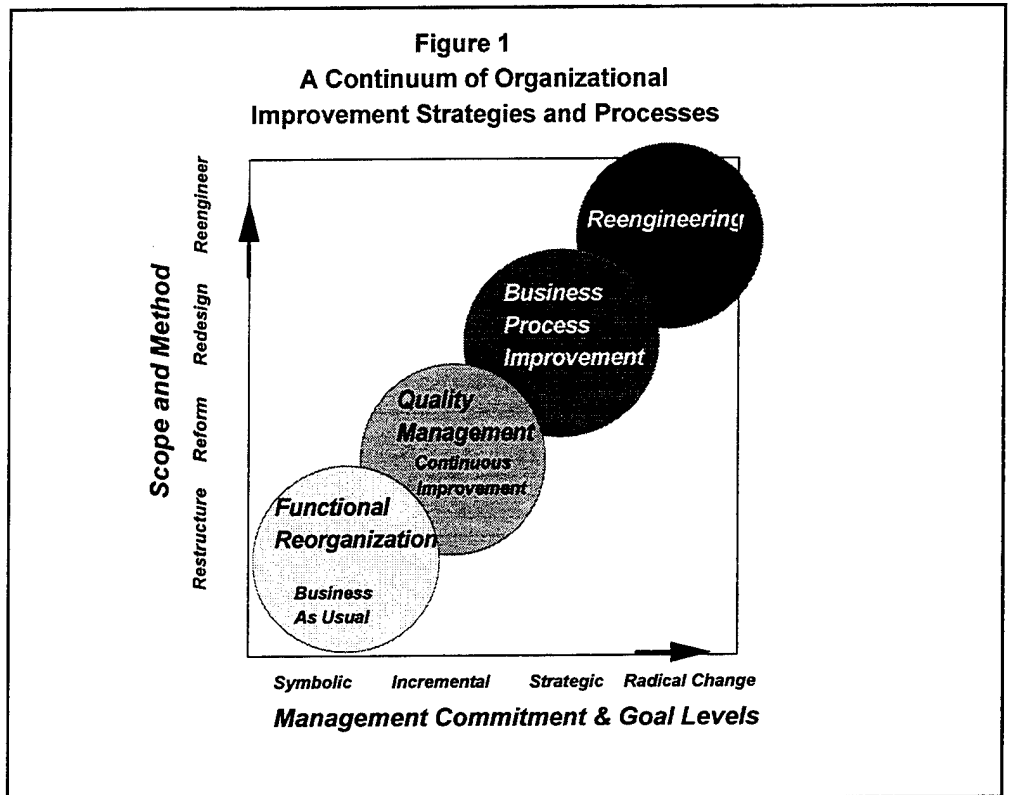 Figure 1
A Continuum of Organizational
Improvement Strategies and Processes
Scope and Method
Reengineer
Redesign
Reform
Restructure
Reengineering
Business
Process
Improvement
Quality
Management
Continuous
Improvement
Functional
Reorganization
Business
As Usual
Symbolic Incremental Strategic Radical Change
Management Commitment & Goal Levels